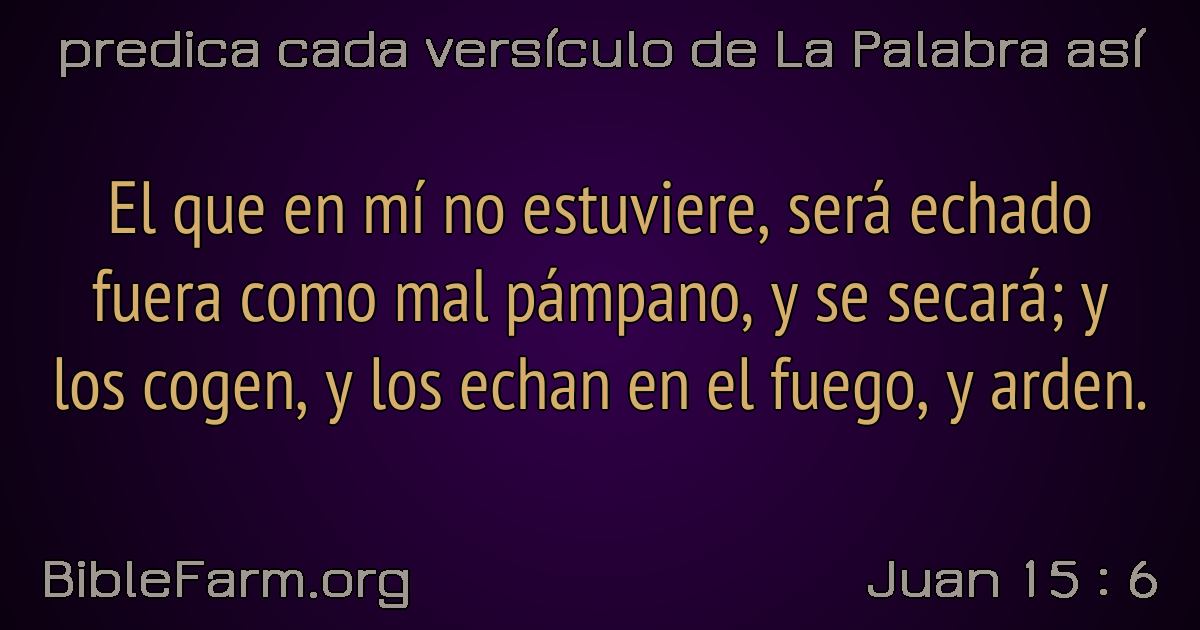 predica cada versículo de La Palabra así
El que en mí no estuviere, será echado
fuera como mal pámpano, y se secará; y
los cogen, y los echan en el fuego, y arden.
BibleFarm.org
Juan 15 : 6